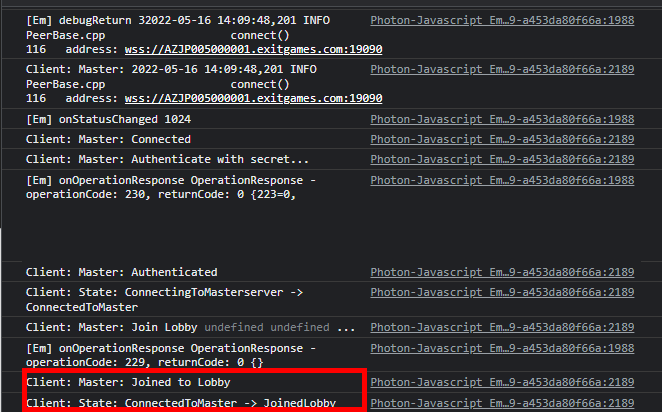 [Em] debugReturn 32022-05-16 14:09:48,201 INFO Photon-Javascript_Em…9-a453da80f66a:1988
PeerBase.cpp connect()
116 address: wss://AZJP005000001.exitgames.com:19090
Client: Master: 2022-05-16 14:09:48,201 INFO Photon-Javascript_Em…9-a453da80f66a:2189
PeerBase.cpp connect()
116 address: wss://AZJP005000001.exitgames.com:19090
[Em] onStatusChanged 1024 Photon-Javascript_Em…9-a453da80f66a:1988
Client: Master: Connected Photon-Javascript_Em…9-a453da80f66a:2189
Client: Master: Authenticate with secret... Photon-Javascript_Em…9-a453da80f66a:2189
[Em] onOperationResponse OperationResponse - Photon-Javascript_Em…9-a453da80f66a:1988
operationCode: 230, returnCode: 0 {223=0,
Client: Master: Authenticated Photon-Javascript_Em…9-a453da80f66a:2189
Client: State: ConnectingToMasterserver -> Photon-Javascript_Em…9-a453da80f66a:2189
ConnectedToMaster
Client: Master: Join Lobby undefined undefined ... Photon-Javascript_Em…9-a453da80f66a:2189
[Em] onOperationResponse OperationResponse - Photon-Javascript_Em…9-a453da80f66a:1988
operationCode: 229, returnCode: 0 {}
Client: Master: Joined to Lobby Photon-Javascript_Em…9-a453da80f66a:2189
Client: State: ConnectedToMaster -> JoinedLobby Photon-Javascript_Em…9-a453da80f66a:2189